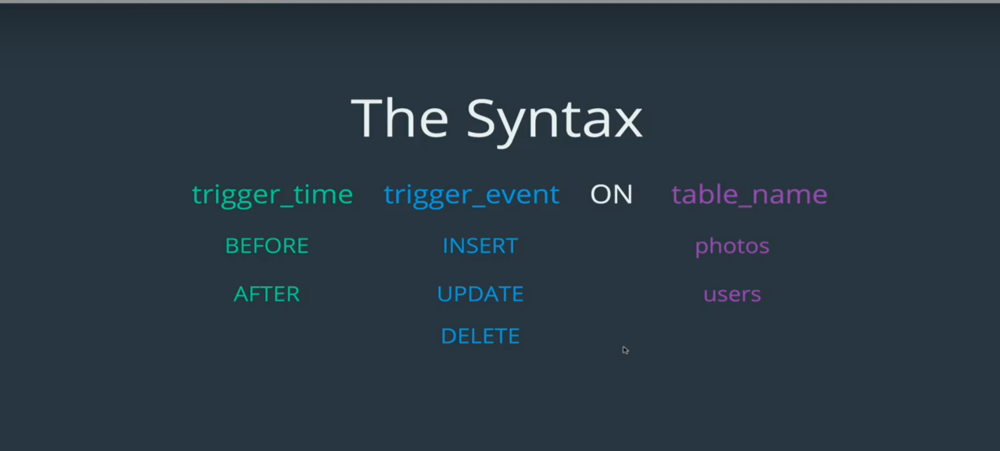 The Syntax
trigger_time trigger_event ON table_name
BEFORE INSERT photos
AFTER UPDATE users
DELETE